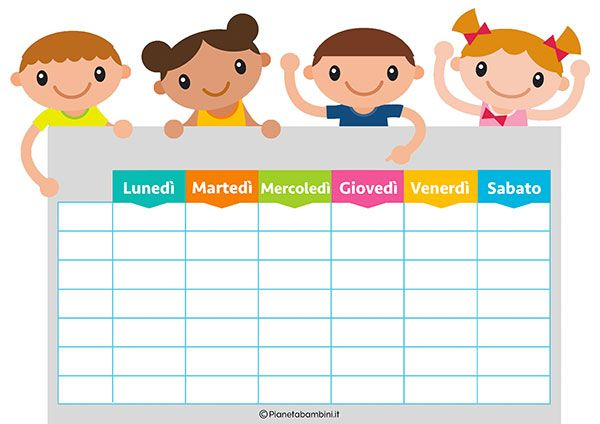 Lunedì Martedì Mercoledì Giovedì Venerdì Sabato
©Pianetabambini.it